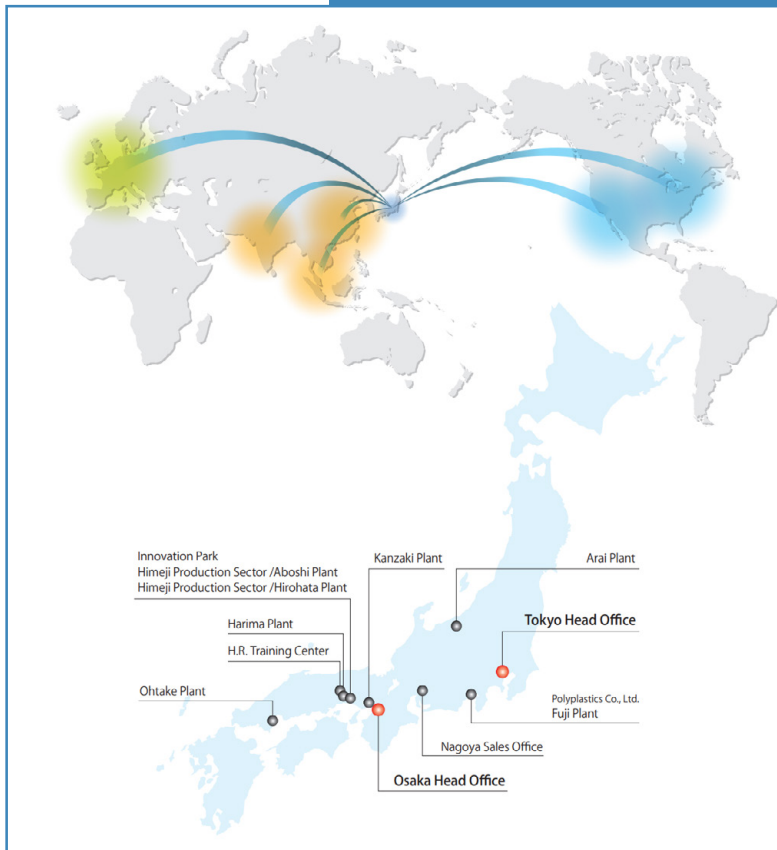 Innovation Park
Himeji Production Sector /Aboshi Plant
Himeji Production Sector /Hirohata Plant
Kanzaki Plant
Arai Plant
Harima Plant
Tokyo Head Office
H.R. Training Center
Ohtake Plant
Polyplastics Co., Ltd.
Fuji Plant
Nagoya Sales Office
Osaka Head Office